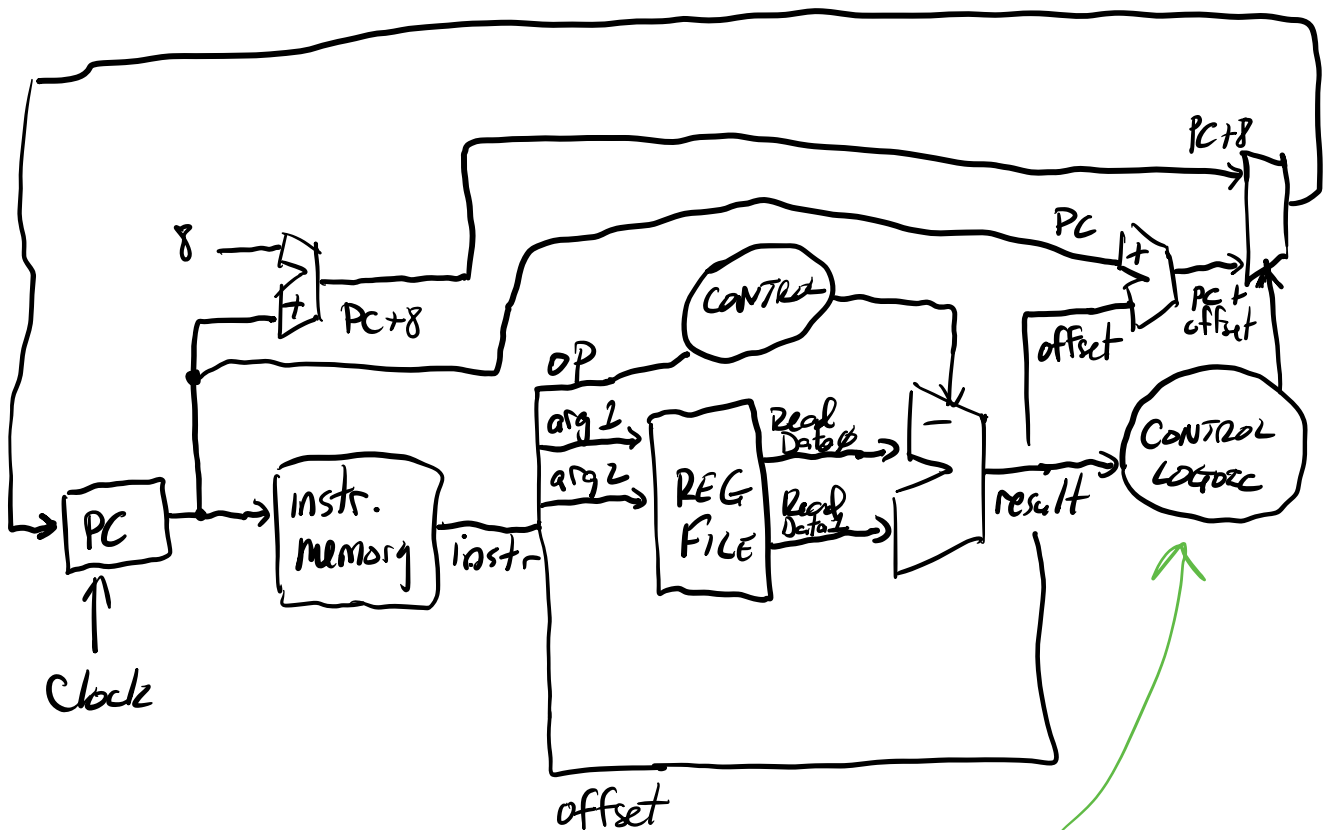 PC+8
8
+
PC+8
PC
+
PC +
offset
offset
CONTROL
OP
arg 1
arg 2
REG
FILE
Read
Data0
Read
Data1
-
result
CONTROL
LOGIC
PC
instr.
memory
instr
Clock
offset